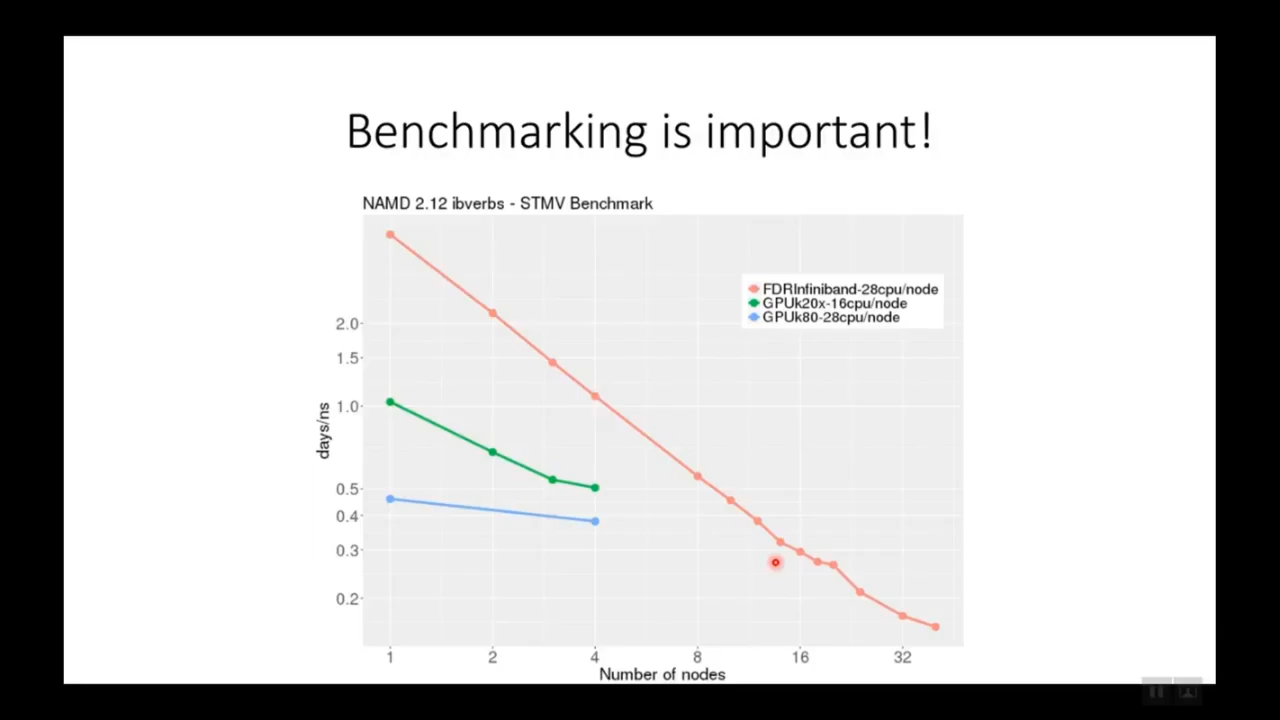 Benchmarking is important!
NAMD 2.12 ibverbs - STMV Benchmark
FDRInfiniband-28cpu/node
GPUk20x-16cpu/node
GPUk80-28cpu/node
2.0
1.5
1.0
0.5
0.4
0.3
0.2
days/ns
1 2 4 8 16 32
Number of nodes